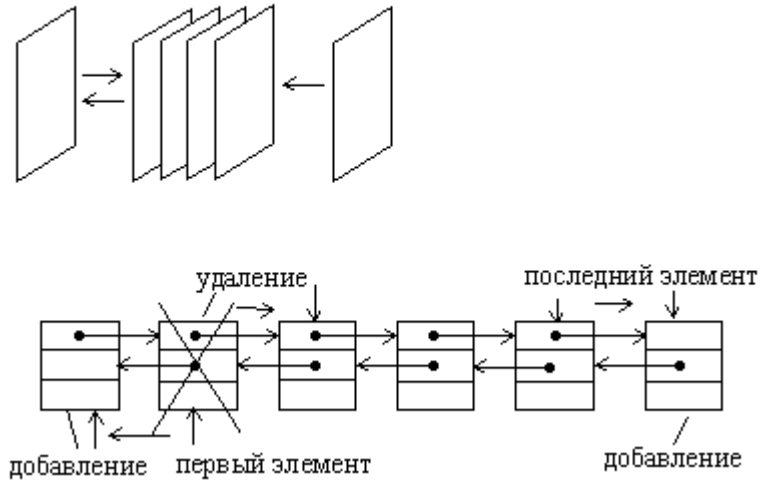 удаление
последний элемент
добавление
первый элемент
добавление